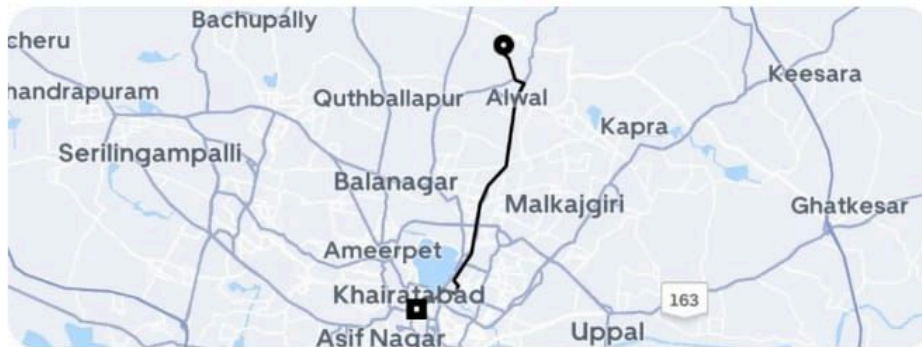 Bachupally
cheru
Keesara
handrapuram
Quthballapur
Alwal
Kapra
Serilingampalli
Balanagar
Malkajgiri
Ghatkesar
Ameerpet
Khairatabad
163
Asif Nagar
Uppal